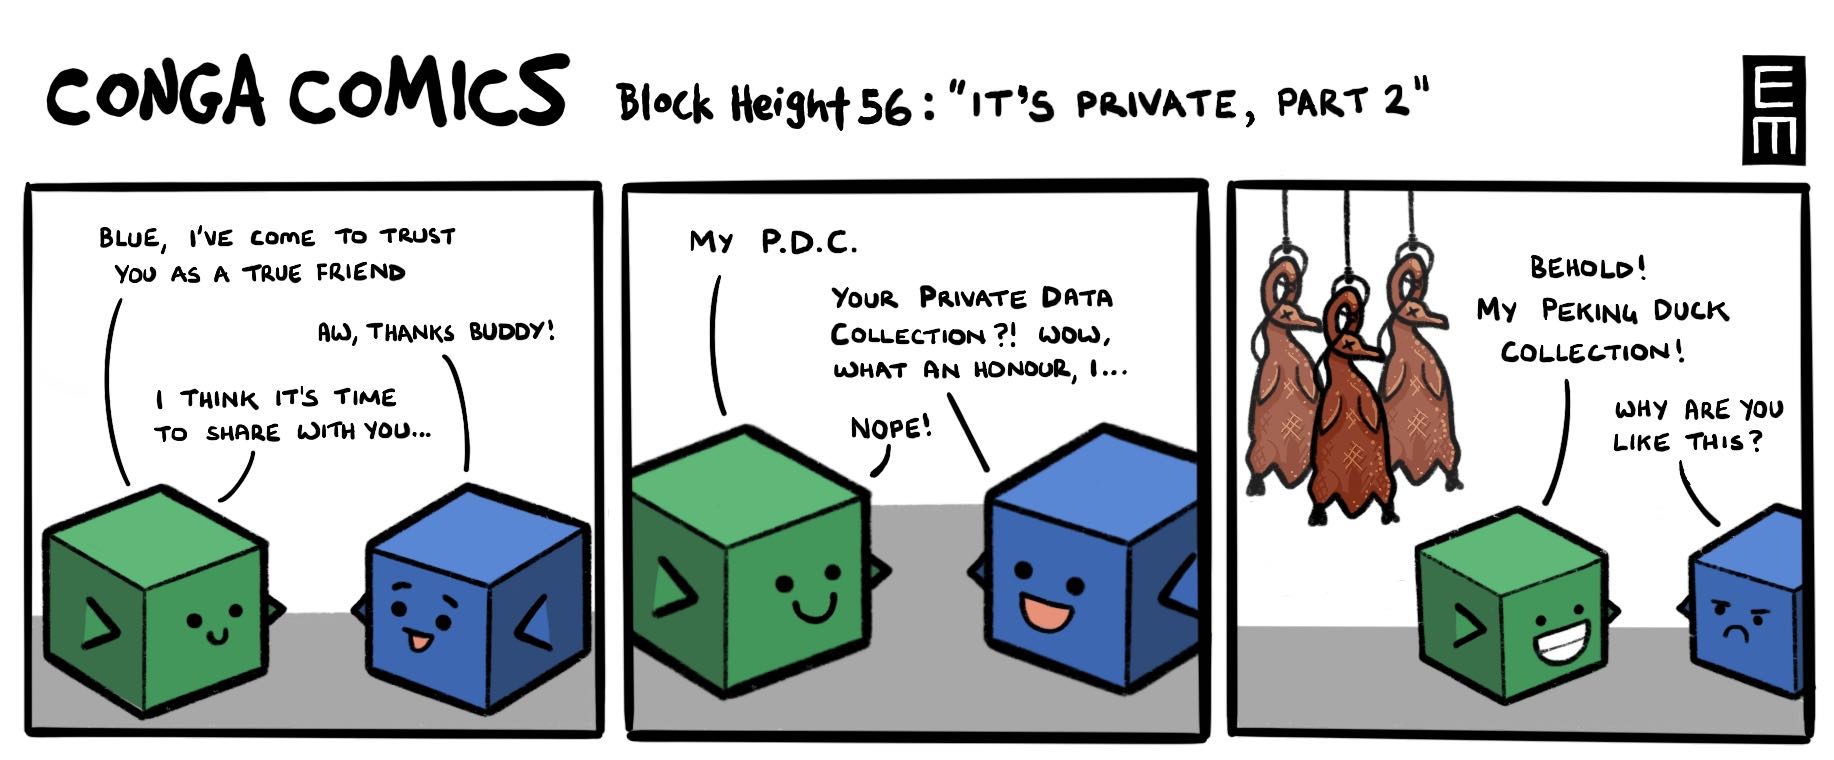 CONGA COMICS Block Height 56: "IT'S PRIVATE, PART 2"
EM
BLUE, I'VE COME TO TRUST
YOU AS A TRUE FRIEND
AW, THANKS BUDDY!
I THINK IT'S TIME
TO SHARE WITH YOU...
MY P.D.C.
YOUR PRIVATE DATA
COLLECTION?! WOW,
WHAT AN HONOUR, I...
NOPE!
BEHOLD!
MY PEKING DUCK
COLLECTION!
WHY ARE YOU
LIKE THIS?